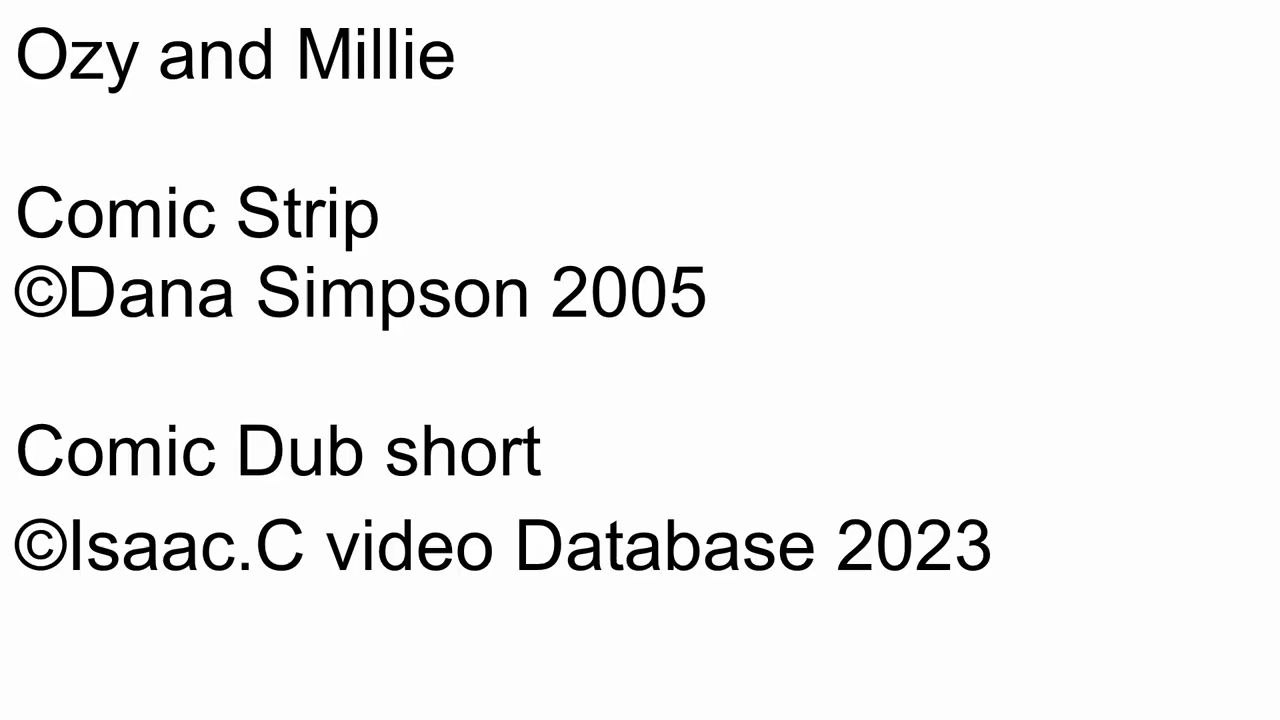 Ozy and Millie
Comic Strip
©Dana Simpson 2005
Comic Dub short
©Isaac.C video Database 2023